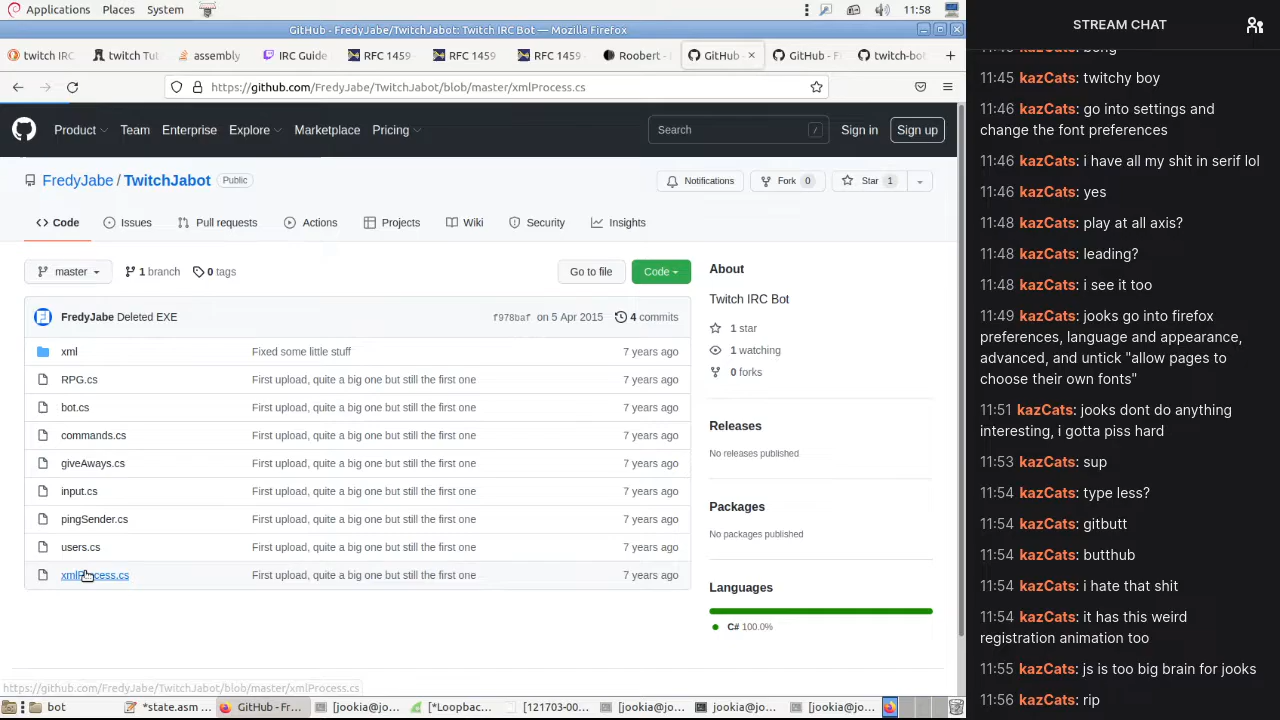 Applications Places System 11:58
GitHub - FredyJabe/TwitchJabot: Twitch IRC Bot — Mozilla Firefox
twitch IRC twitch Tut assembly IRC Guide RFC 1459 RFC 1459 RFC 1459 Roobert - GitHub - GitHub - F twitch-bot
https://github.com/FredyJabe/TwitchJabot/blob/master/xmlProcess.cs
Product Team Enterprise Explore Marketplace Pricing Search / Sign in Sign up
FredyJabe / TwitchJabot Public Notifications Fork 0 Star 1
Code Issues Pull requests Actions Projects Wiki Security Insights
master 1 branch 0 tags Go to file Code
FredyJabe Deleted EXE f978baf on 5 Apr 2015 4 commits
xml Fixed some little stuff 7 years ago
RPG.cs First upload, quite a big one but still the first one 7 years ago
bot.cs First upload, quite a big one but still the first one 7 years ago
commands.cs First upload, quite a big one but still the first one 7 years ago
giveAways.cs First upload, quite a big one but still the first one 7 years ago
input.cs First upload, quite a big one but still the first one 7 years ago
pingSender.cs First upload, quite a big one but still the first one 7 years ago
users.cs First upload, quite a big one but still the first one 7 years ago
xmlProcess.cs First upload, quite a big one but still the first one 7 years ago
About
Twitch IRC Bot
1 star
1 watching
0 forks
Releases
No releases published
Packages
No packages published
Languages
C# 100.0%
https://github.com/FredyJabe/TwitchJabot/blob/master/xmlProcess.cs
bot *state.asm ... GitHub - Fr... [jookia@jo... [*Loopbac... [121703-00... [jookia@jo... jookia@jo... [jookia@jo...
STREAM CHAT
11:45 kazCats: twitchy boy
11:46 kazCats: go into settings and
change the font preferences
11:46 kazCats: i have all my shit in serif lol
11:46 kazCats: yes
11:48 kazCats: play at all axis?
11:48 kazCats: leading?
11:48 kazCats: i see it too
11:49 kazCats: jooks go into firefox
preferences, language and appearance,
advanced, and untick "allow pages to
choose their own fonts"
11:51 kazCats: jooks dont do anything
interesting, i gotta piss hard
11:53 kazCats: sup
11:54 kazCats: type less?
11:54 kazCats: gitbutt
11:54 kazCats: butthub
11:54 kazCats: i hate that shit
11:54 kazCats: it has this weird
registration animation too
11:55 kazCats: js is too big brain for jooks
11:56 kazCats: rip